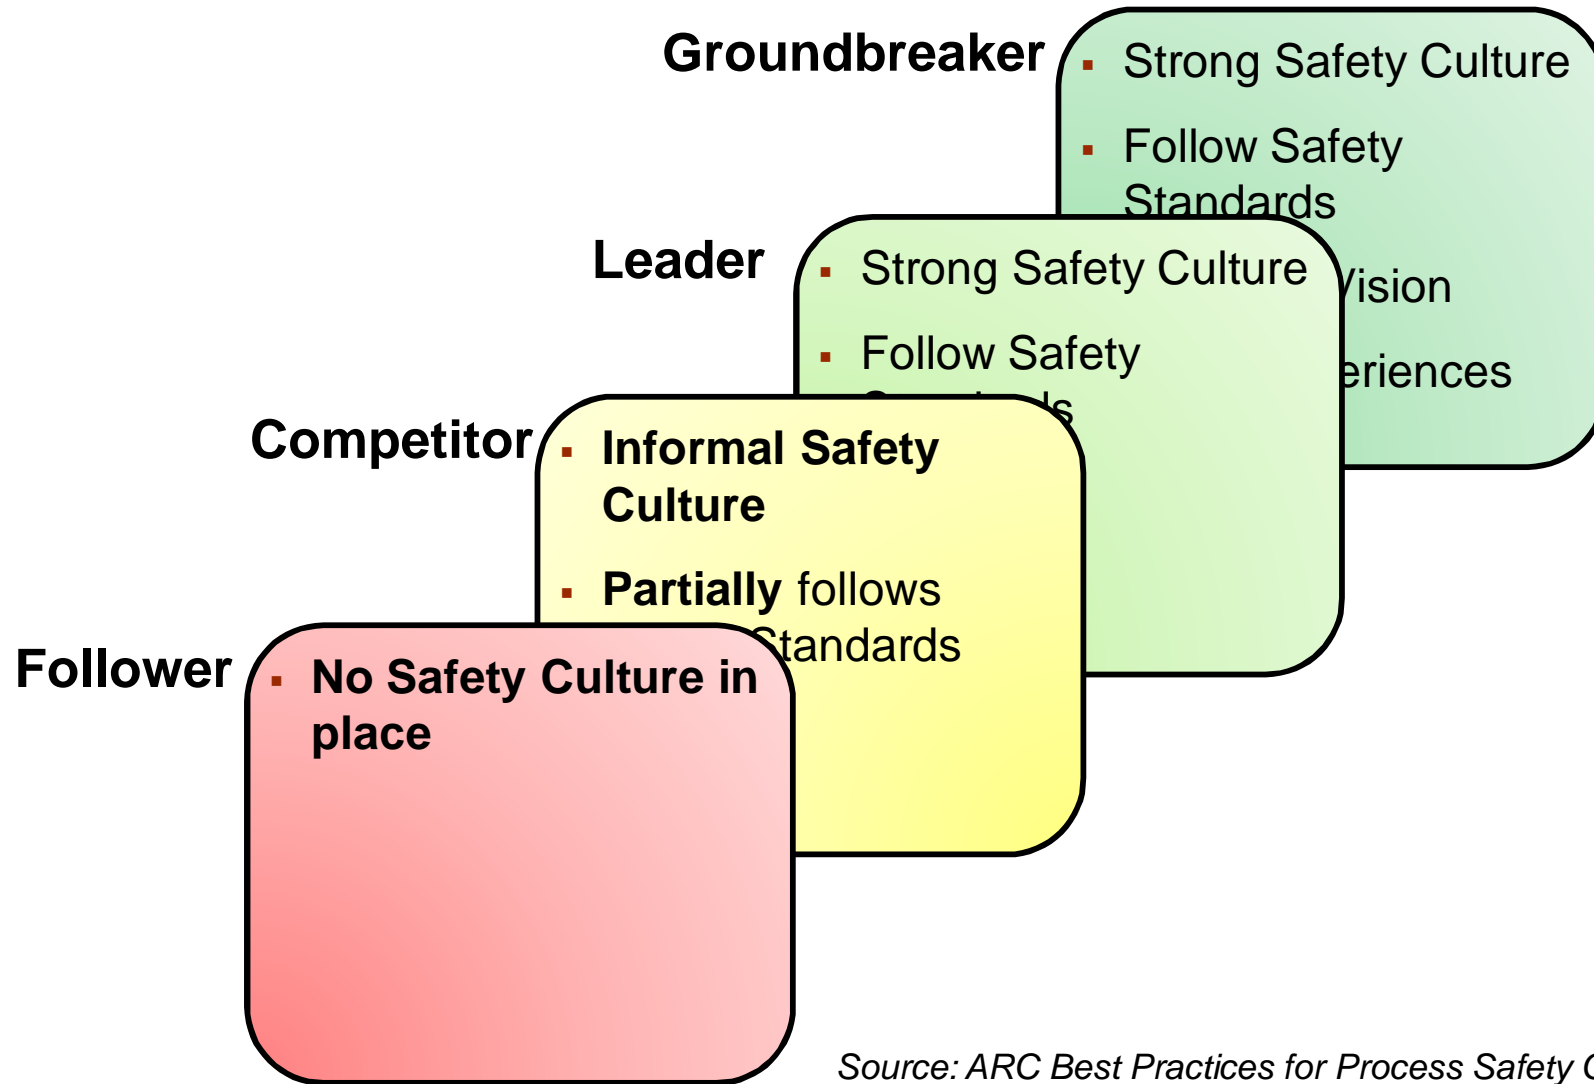 Groundbreaker
▪ Strong Safety Culture
▪ Follow Safety
Standards
Vision
eriences
Leader
▪ Strong Safety Culture
▪ Follow Safety
Competitor
▪ Informal Safety
Culture
▪ Partially follows
Standards
Follower
▪ No Safety Culture in
place
Source: ARC Best Practices for Process Safety